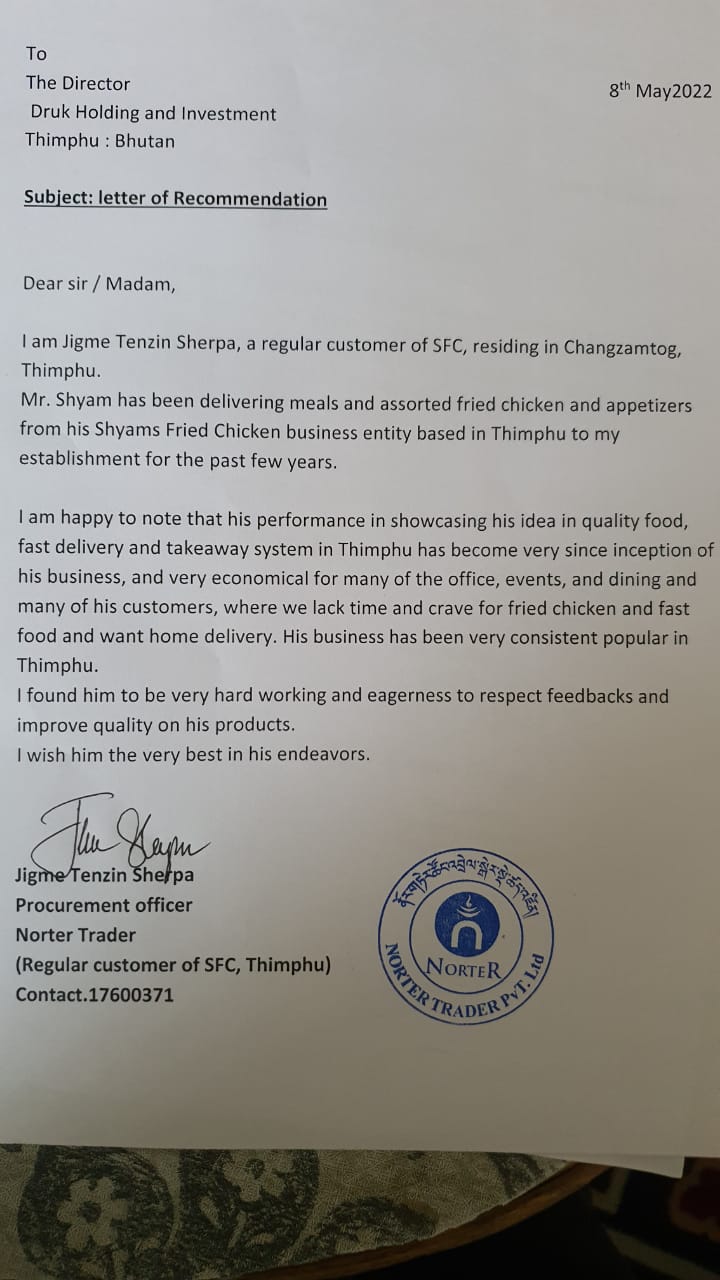 To
The Director
8th May2022
Druk Holding and Investment
Thimphu : Bhutan
Subject: letter of Recommendation
Dear sir / Madam,
I am Jigme Tenzin Sherpa, a regular customer of SFC, residing in Changzamtog,
Thimphu.
Mr. Shyam has been delivering meals and assorted fried chicken and appetizers
from his Shyams Fried Chicken business entity based in Thimphu to my
establishment for the past few years.
I am happy to note that his performance in showcasing his idea in quality food,
fast delivery and takeaway system in Thimphu has become very since inception of
his business, and very economical for many of the office, events, and dining and
many of his customers, where we lack time and crave for fried chicken and fast
food and want home delivery. His business has been very consistent popular in
Thimphu.
I found him to be very hard working and eagerness to respect feedbacks and
improve quality on his products.
I wish him the very best in his endeavors.
Jigme Tenzin Sherpa
Procurement officer
Norter Trader
(Regular customer of SFC, Thimphu)
Contact.17600371
NORTER
NORTER TRADER PVT. Ltd